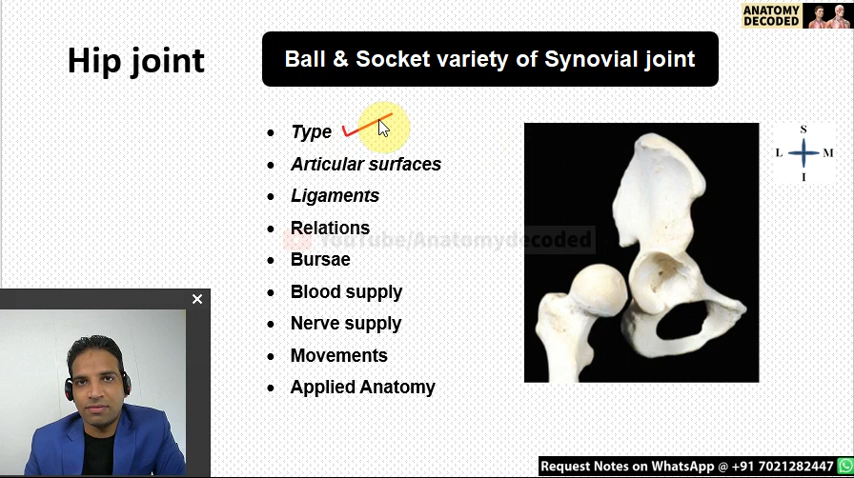 ANATOMY
DECODED
Hip joint
Ball & Socket variety of Synovial joint
• Type
• Articular surfaces
• Ligaments
• Relations
• Bursae
• Blood supply
• Nerve supply
• Movements
• Applied Anatomy
S
L M
I
YouTube/Anatomydecoded
Request Notes on WhatsApp @ +91 7021282447